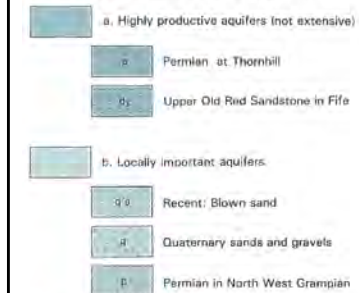 a. Highly productive aquifers (not extensive)
Permian at Thornhill
Upper Old Red Sandstone in Fife
b. Locally important aquifers
Recent: Blown sand
Quaternary sands and gravels
Permian in North West Grampian